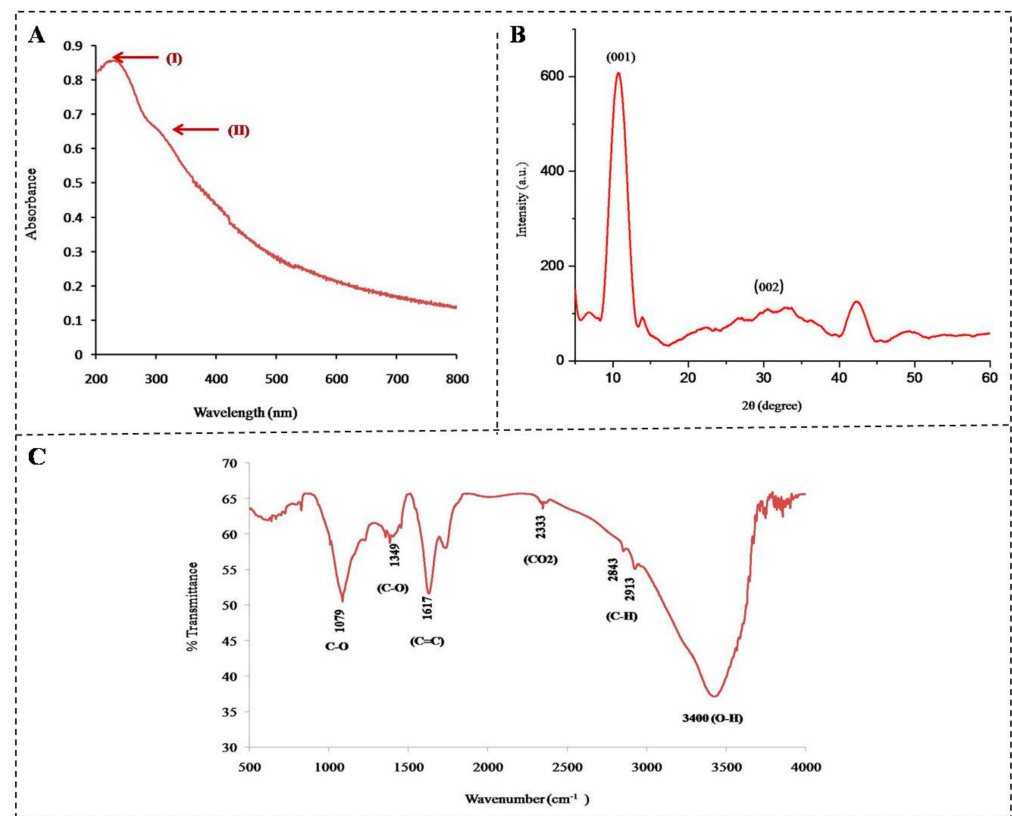 A
0.9
0.8
0.7
0.6
0.5
0.4
0.3
0.2
0.1
0
Absorbance
(I)
(II)
200 300 400 500 600 700 800
Wavelength (nm)
B
600
400
200
0
Intensity (a.u.)
(001)
(002)
10 20 30 40 50 60
2θ (degree)
C
70
65
60
55
50
45
40
35
30
% Transmittance
1079
C-O
1349
(C-O)
1617
(C=C)
2333
(CO2)
2843
2913
(C-H)
3400 (O-H)
500 1000 1500 2000 2500 3000 3500 4000
Wavenumber (cm⁻¹ )